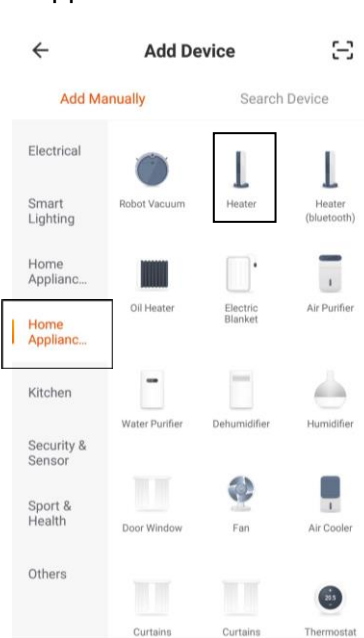 Add Device
Add Manually
Search Device
Electrical
Smart
Lighting
Home
Applianc...
Home
Applianc...
Kitchen
Security &
Sensor
Sport &
Health
Others
Robot Vacuum
Heater
Heater
(bluetooth)
Oil Heater
Electric
Blanket
Air Purifier
Water Purifier
Dehumidifier
Humidifier
Door Window
Fan
Air Cooler
Curtains
Curtains
Thermostat